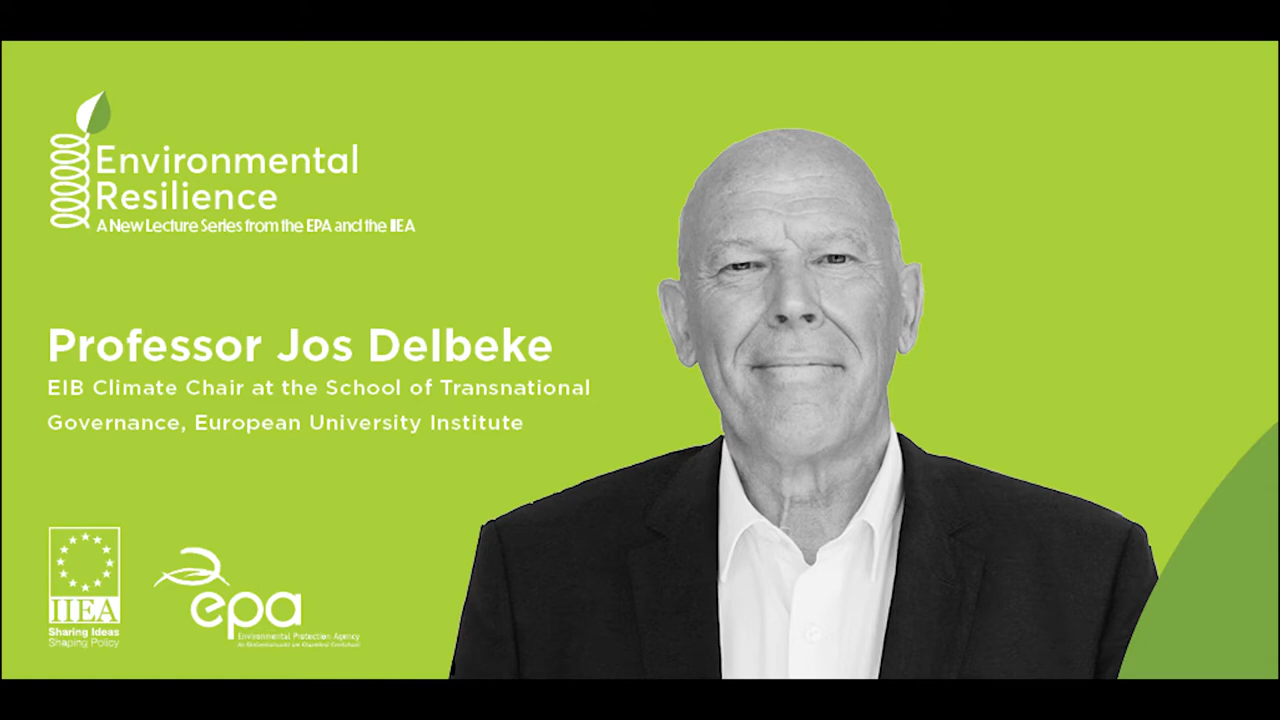 Environmental
Resilience
A New Lecture Series from the EPA and the IIEA
Professor Jos Delbeke
EIB Climate Chair at the School of Transnational
Governance, European University Institute
IIEA
Sharing Ideas
Shaping Policy
epa
Environmental Protection Agency